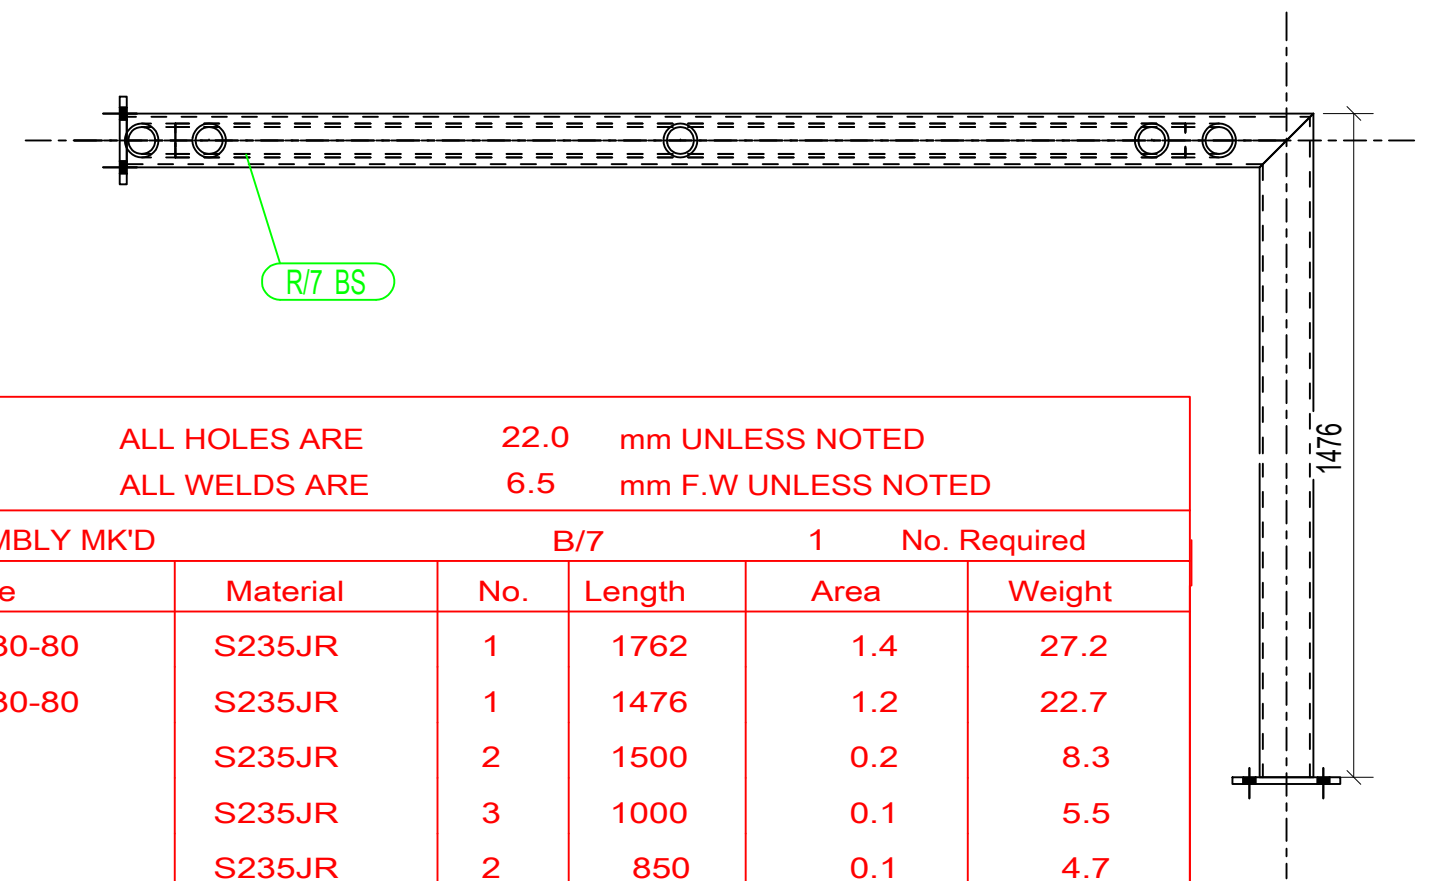 R/7 BS
1476
ALL HOLES ARE 22.0 mm UNLESS NOTED
ALL WELDS ARE 6.5 mm F.W UNLESS NOTED
MBLY MK'D B/7 1 No. Required
e Material No. Length Area Weight
80-80 S235JR 1 1762 1.4 27.2
80-80 S235JR 1 1476 1.2 22.7
S235JR 2 1500 0.2 8.3
S235JR 3 1000 0.1 5.5
S235JR 2 850 0.1 4.7